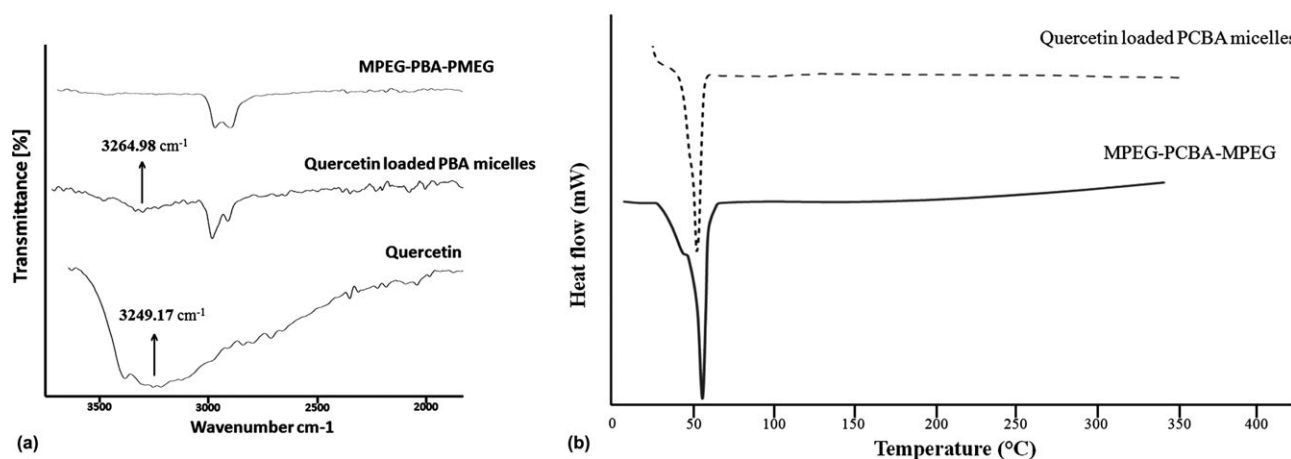 MPEG-PBA-PMEG
3264.98 cm-1
Quercetin loaded PBA micelles
Quercetin
3249.17 cm-1
Transmittance [%]
3500 3000 2500 2000
Wavenumber cm-1
(a)
Quercetin loaded PCBA micelles
MPEG-PCBA-MPEG
Heat flow (mW)
0 50 100 150 200 250 300 350 400
Temperature (°C)
(b)